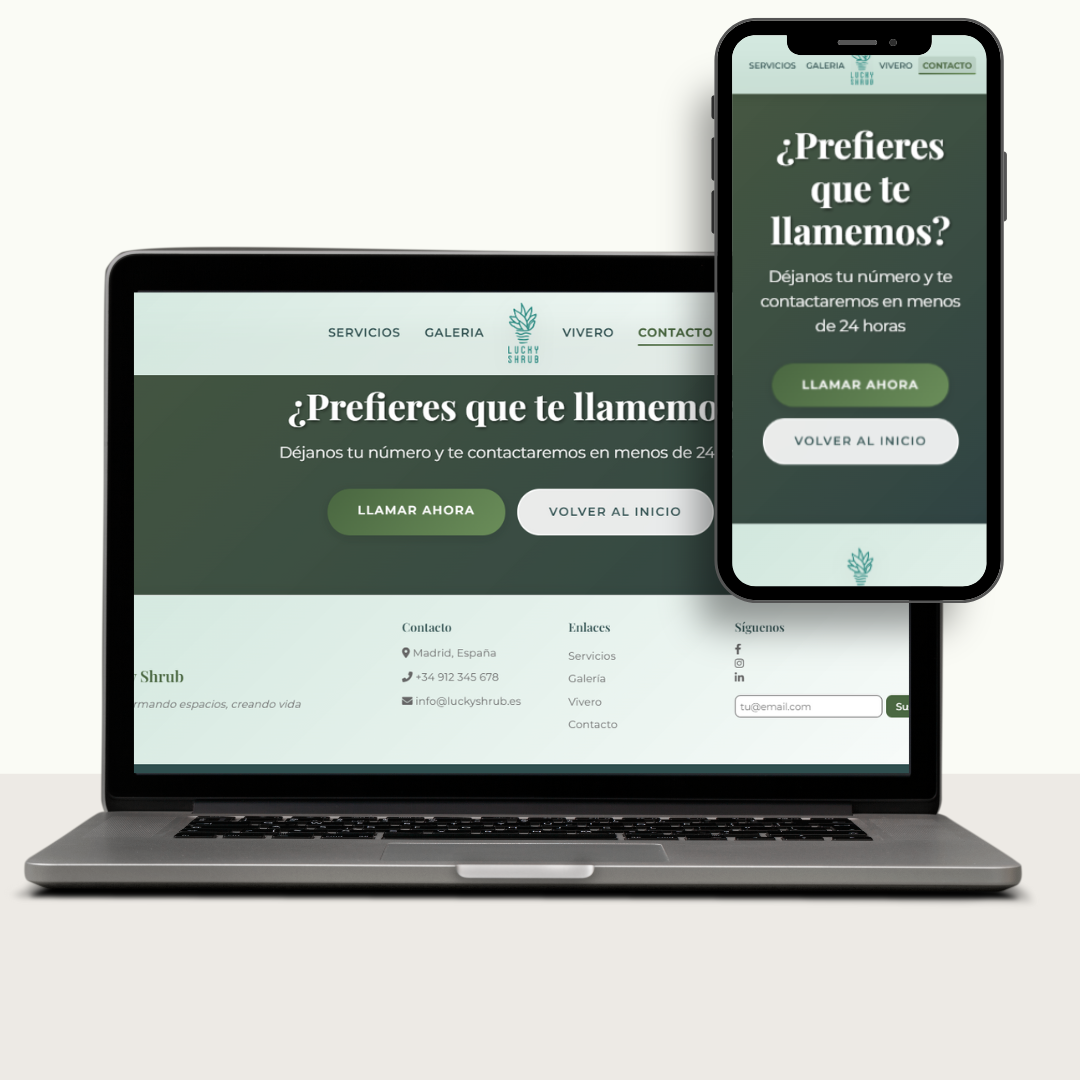 SERVICIOS GALERIA VIVERO CONTACTO
LUCKY
SHRUB
¿Prefieres que te llamemo
Déjanos tu número y te contactaremos en menos de 24
LLAMAR AHORA
VOLVER AL INICIO
Shrub
rmando espacios, creando vida
Contacto
Madrid, España
+34 912 345 678
info@luckyshrub.es
Enlaces
Servicios
Galería
Vivero
Contacto
Síguenos
tu@email.com
Su
SERVICIOS GALERIA VIVERO CONTACTO
LUCKY
SHRUB
¿Prefieres
que te
llamemos?
Déjanos tu número y te
contactaremos en menos
de 24 horas
LLAMAR AHORA
VOLVER AL INICIO